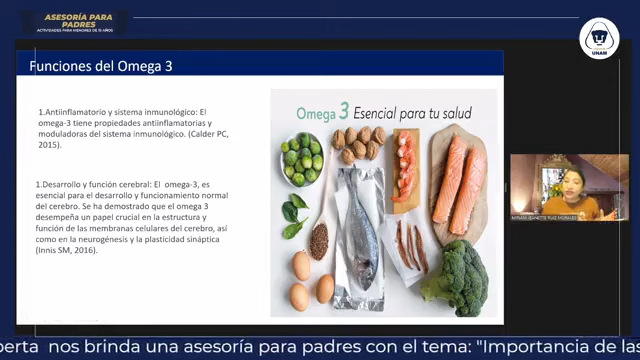 ASESORÍA PARA
PADRES
ACTIVIDADES PARA MENORES DE 15 AÑOS
UNAM
Funciones del Omega 3
1.Antiinflamatorio y sistema inmunológico: El
omega-3 tiene propiedades antiinflamatorias y
moduladoras del sistema inmunológico. (Calder PC,
2015).
1.Desarrollo y función cerebral: El omega-3, es
esencial para el desarrollo y funcionamiento normal
del cerebro. Se ha demostrado que el omega 3
desempeña un papel crucial en la estructura y
función de las membranas celulares del cerebro, así
como en la neurogénesis y la plasticidad sináptica
(Innis SM, 2016).
Omega 3 Esencial para tu salud
MIRIAM JEANETTE RUIZ MORALES
perta nos brinda una asesoría para padres con el tema: "Importancia de las